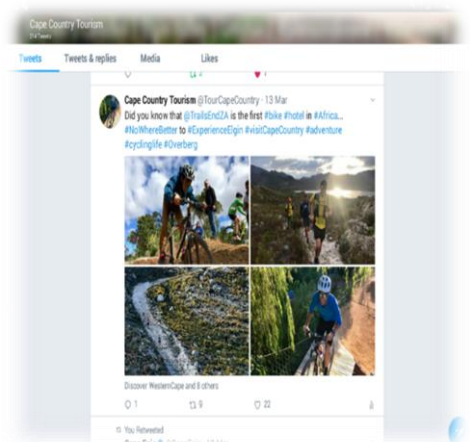 Cape Country Tourism
Tweets Tweets & replies Media Likes
2 1
Cape Country Tourism @TourCapeCountry · 13 Mar
Did you know that @TrailsEndZA is the first #bike #hotel in #Africa...
#NoWhereBetter to #ExperienceElgin #visitCapeCountry #adventure
#cyclinglife #Overberg
Discover WesternCape and 8 others
1 9 22
You Retweeted